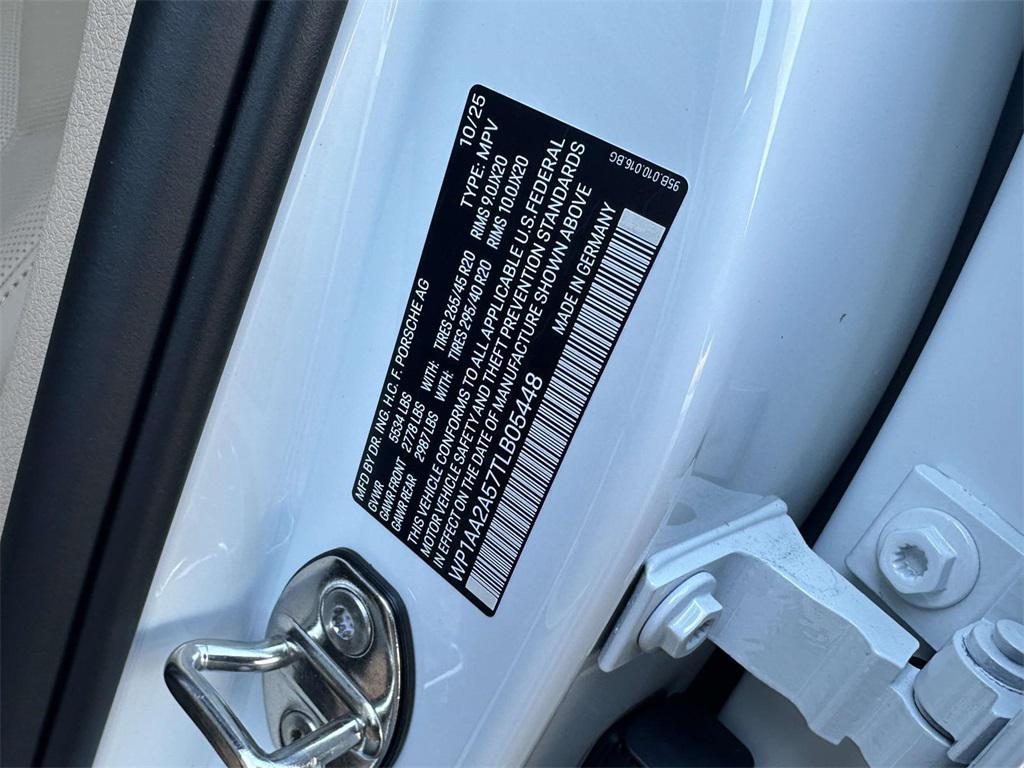 MFD BY DR. ING. H.C. F. PORSCHE AG 10/25
GVWR 5534 LBS TYPE: MPV
GAWR FRONT 2778 LBS WITH: TIRES 265/45 R20 RIMS 9.0JX20
GAWR REAR 2987 LBS WITH: TIRES 295/40 R20 RIMS 10.0JX20
THIS VEHICLE CONFORMS TO ALL APPLICABLE U.S.FEDERAL
MOTOR VEHICLE SAFETY AND THEFT PREVENTION STANDARDS
IN EFFECT ON THE DATE OF MANUFACTURE SHOWN ABOVE
WP1AA2A57TLB05448 MADE IN GERMANY
95B.010.016.BG